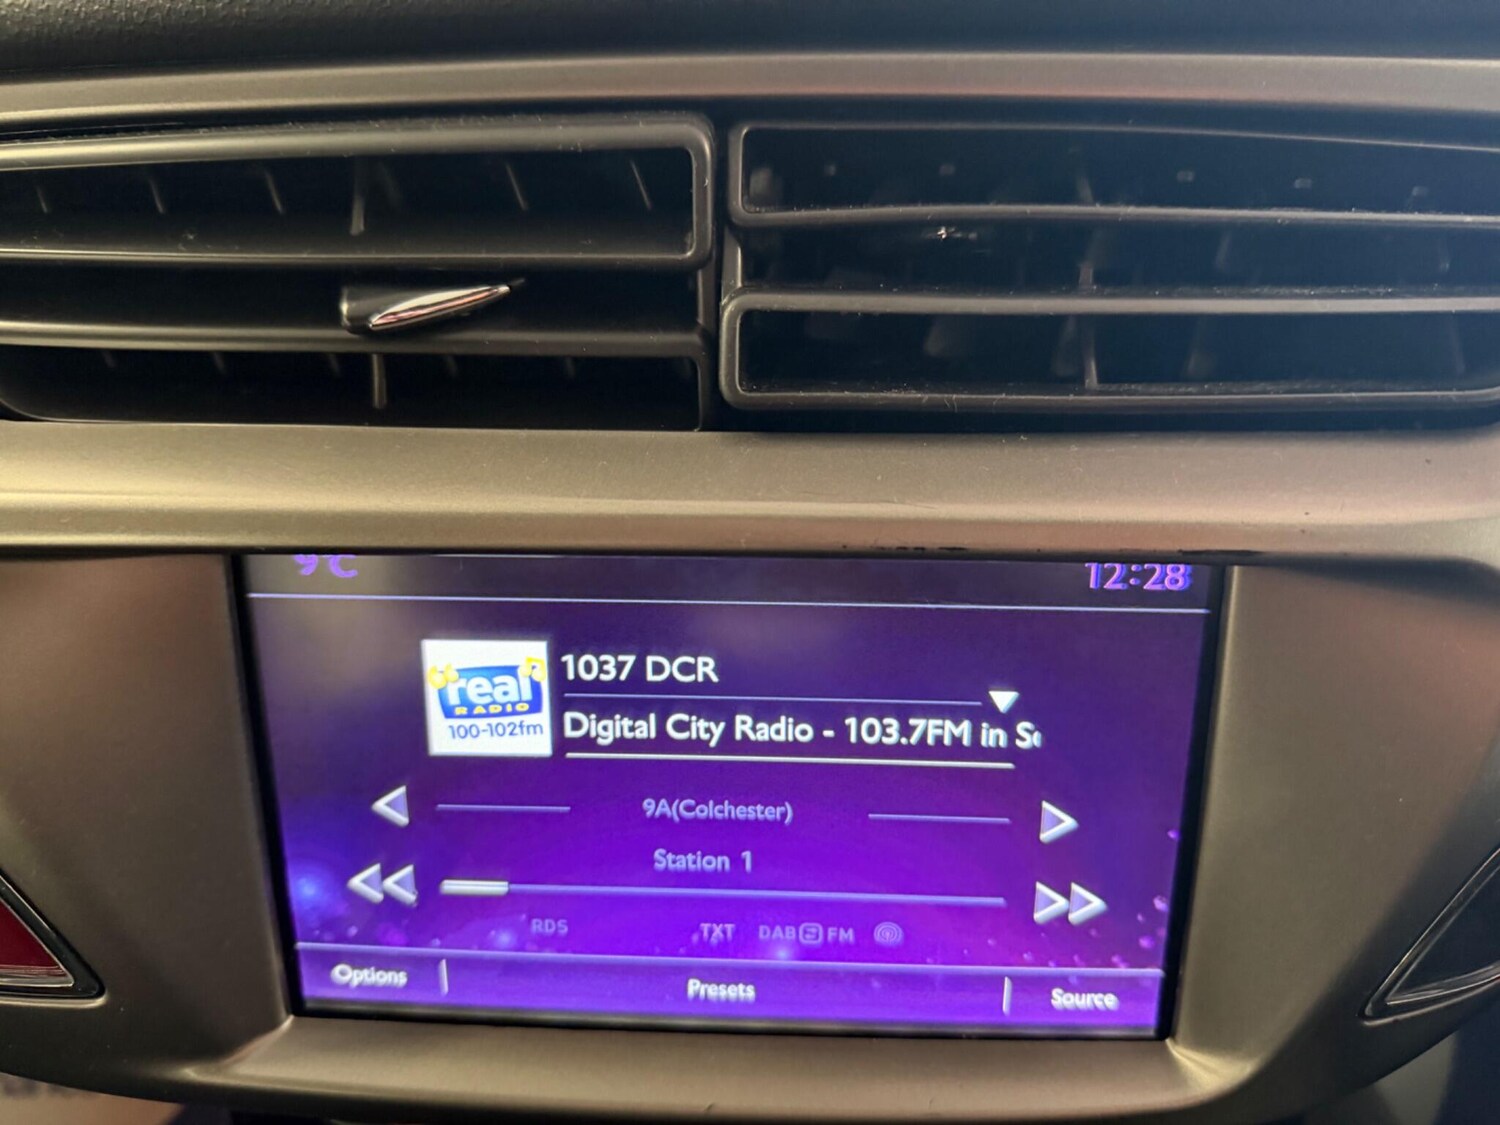 9°C
12:28
real
RADIO
100-102fm
1037 DCR
Digital City Radio - 103.7FM in
9A(Colchester)
Station 1
RDS TXT DAB FM
Options Presets Source